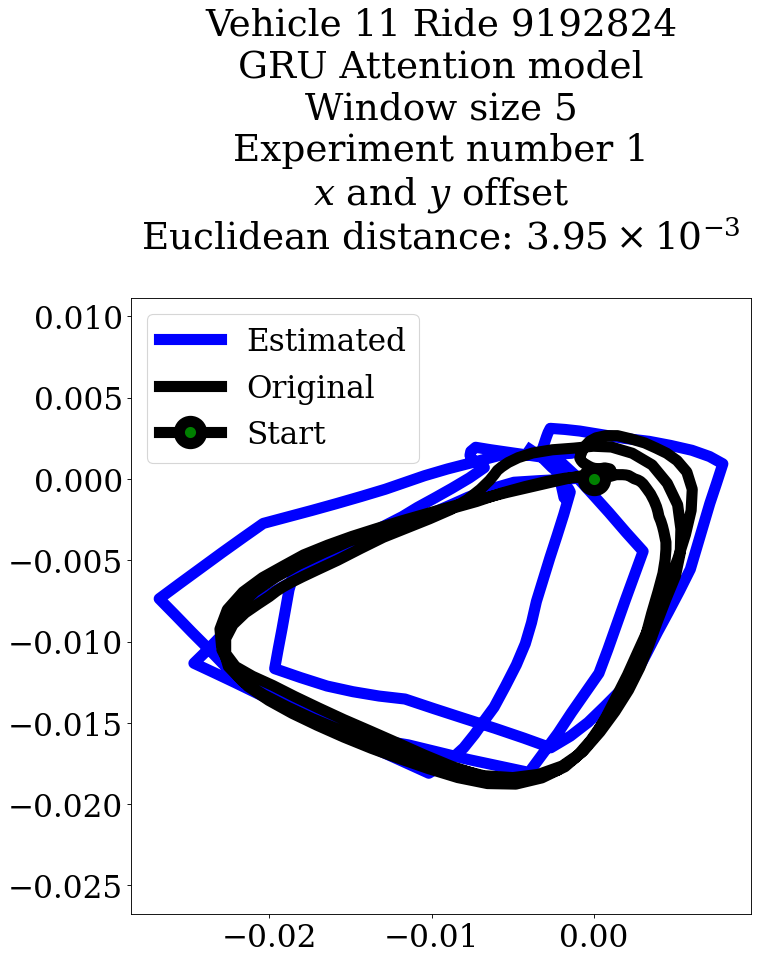 Vehicle 11 Ride 9192824
GRU Attention model
Window size 5
Experiment number 1
x and y offset
Euclidean distance: 3.95 × 10⁻³
Estimated
Original
Start
0.010
0.005
0.000
−0.005
−0.010
−0.015
−0.020
−0.025
−0.02
−0.01
0.00